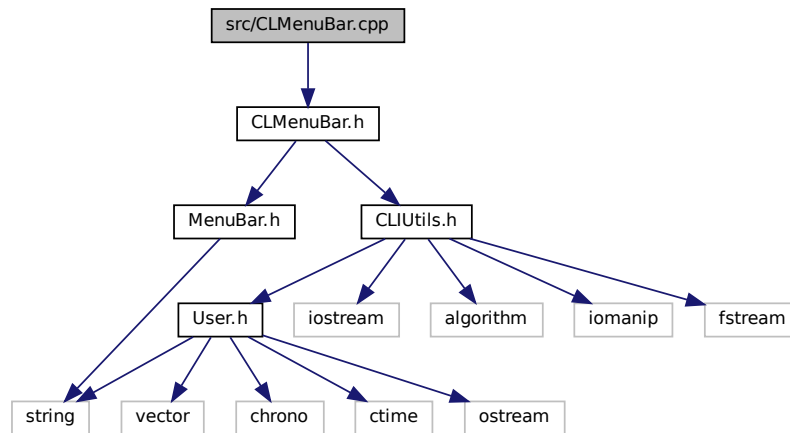 src/CLMenuBar.cpp
CLMenuBar.h
MenuBar.h
CLIUtils.h
User.h
iostream
algorithm
iomanip
fstream
string
vector
chrono
ctime
ostream